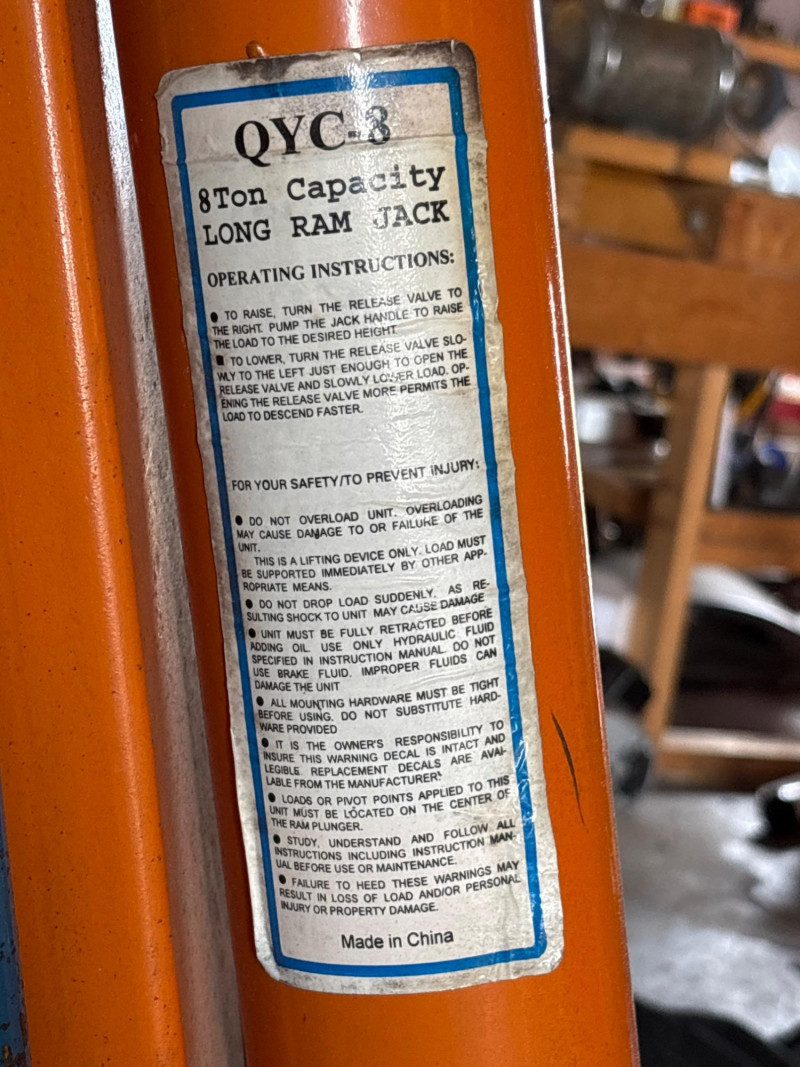 QYC-8
8Ton Capacity
LONG RAM JACK
OPERATING INSTRUCTIONS:
● TO RAISE, TURN THE RELEASE VALVE TO
THE RIGHT. PUMP THE JACK HANDLE TO RAISE
THE LOAD TO THE DESIRED HEIGHT
■ TO LOWER, TURN THE RELEASE VALVE SLO-
WLY TO THE LEFT JUST ENOUGH TO OPEN THE
RELEASE VALVE AND SLOWLY LOWER LOAD. OP-
ENING THE RELEASE VALVE MORE PERMITS THE
LOAD TO DESCEND FASTER.
FOR YOUR SAFETY/TO PREVENT INJURY:
● DO NOT OVERLOAD UNIT. OVERLOADING
MAY CAUSE DAMAGE TO OR FAILURE OF THE
UNIT.
THIS IS A LIFTING DEVICE ONLY. LOAD MUST
BE SUPPORTED IMMEDIATELY BY OTHER APP-
ROPRIATE MEANS.
● DO NOT DROP LOAD SUDDENLY, AS RE-
SULTING SHOCK TO UNIT MAY CAUSE DAMAGE
● UNIT MUST BE FULLY RETRACTED BEFORE
ADDING OIL. USE ONLY HYDRAULIC FLUID
SPECIFIED IN INSTRUCTION MANUAL. DO NOT
USE BRAKE FLUID. IMPROPER FLUIDS CAN
DAMAGE THE UNIT
● ALL MOUNTING HARDWARE MUST BE TIGHT
BEFORE USING. DO NOT SUBSTITUTE HARD-
WARE PROVIDED
● IT IS THE OWNER'S RESPONSIBILITY TO
INSURE THIS WARNING DECAL IS INTACT AND
LEGIBLE. REPLACEMENT DECALS ARE AVAI-
LABLE FROM THE MANUFACTURER.
● LOADS OR PIVOT POINTS APPLIED TO THIS
UNIT MUST BE LOCATED ON THE CENTER OF
THE RAM PLUNGER.
● STUDY, UNDERSTAND AND FOLLOW ALL
INSTRUCTIONS INCLUDING INSTRUCTION MAN-
UAL BEFORE USE OR MAINTENANCE.
● FAILURE TO HEED THESE WARNINGS MAY
RESULT IN LOSS OF LOAD AND/OR PERSONAL
INJURY OR PROPERTY DAMAGE.
Made in China